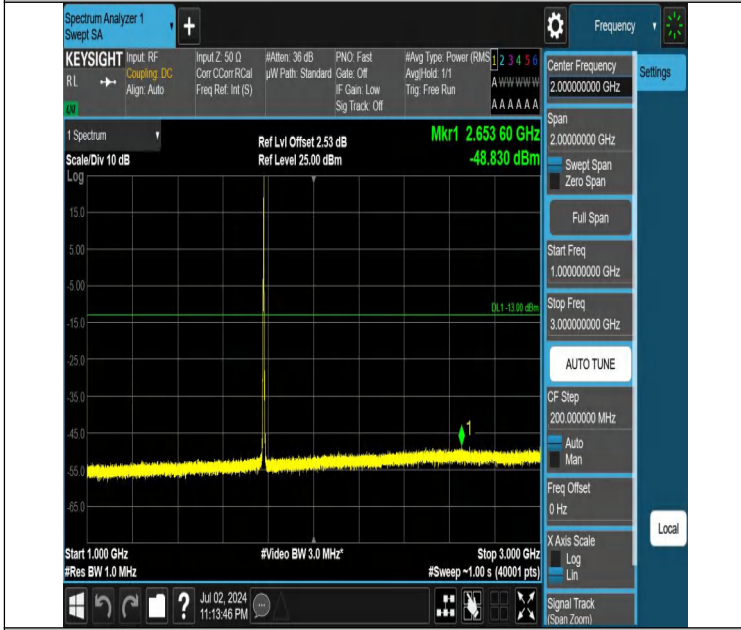 Spectrum Analyzer 1
Swept SA
+
Frequency
KEYSIGHT
RL
Input: RF
Coupling: DC
Align: Auto
Input Z: 50 Ω
Corr CCorr RCal
Freq Ref: Int (S)
#Atten: 36 dB
µW Path: Standard
PNO: Fast
Gate: Off
IF Gain: Low
Sig Track: Off
#Avg Type: Power (RMS
Avg|Hold: 1/1
Trig: Free Run
1 2 3 4 5 6
A W W W W W
A A A A A A
1 Spectrum
Scale/Div 10 dB
Ref Lvl Offset 2.53 dB
Ref Level 25.00 dBm
Mkr1 2.653 60 GHz
-48.830 dBm
Log
15.0
5.00
-5.00
DL1 -13.00 dBm
-15.0
-25.0
-35.0
-45.0
1
-55.0
-65.0
Start 1.000 GHz
#Video BW 3.0 MHz*
Stop 3.000 GHz
#Res BW 1.0 MHz
#Sweep ~1.00 s (40001 pts)
Jul 02, 2024
11:13:46 PM
?
Center Frequency
2.000000000 GHz
Settings
Span
2.00000000 GHz
Swept Span
Zero Span
Full Span
Start Freq
1.000000000 GHz
Stop Freq
3.000000000 GHz
AUTO TUNE
CF Step
200.000000 MHz
Auto
Man
Freq Offset
0 Hz
X Axis Scale
Log
Lin
Local
Signal Track
(Span Zoom)